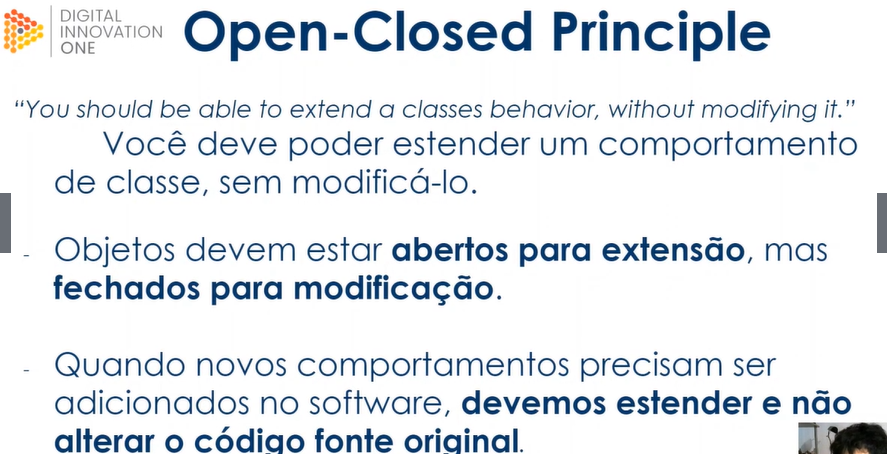 DIGITAL
INNOVATION
ONE
Open-Closed Principle
“You should be able to extend a classes behavior, without modifying it.”
Você deve poder estender um comportamento
de classe, sem modificá-lo.
- Objetos devem estar abertos para extensão, mas
fechados para modificação.
- Quando novos comportamentos precisam ser
adicionados no software, devemos estender e não
alterar o código fonte original.